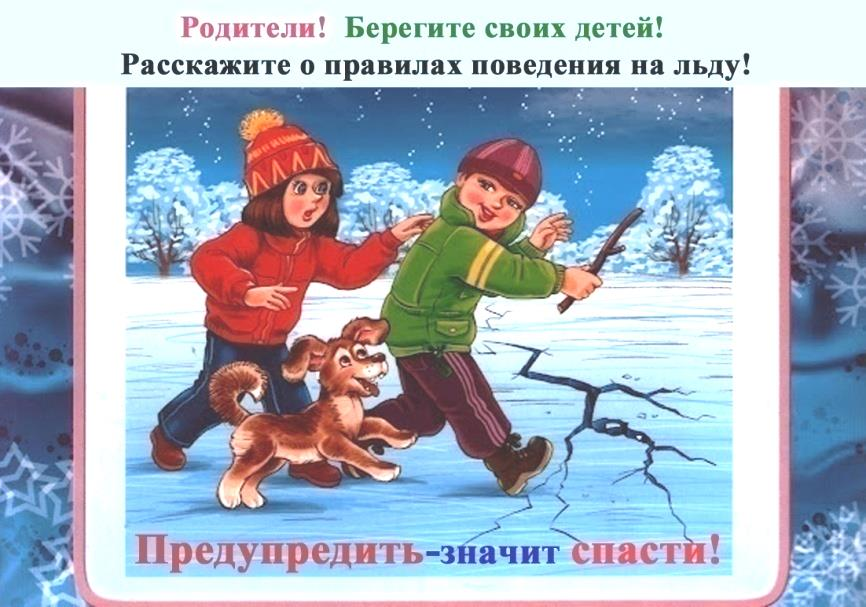 Родители! Берегите своих детей!
Расскажите о правилах поведения на льду!
Предупредить-значит спасти!